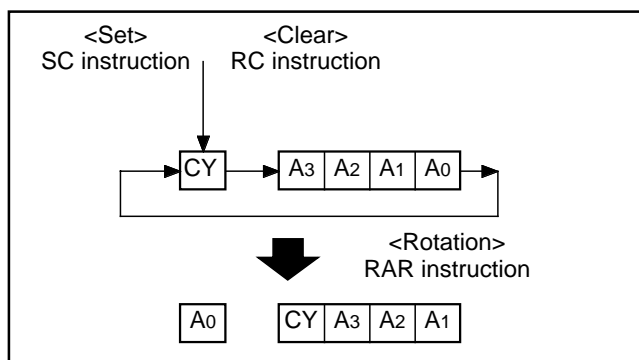 <Set> <Clear>
SC instruction RC instruction
CY A3 A2 A1 A0
<Rotation>
RAR instruction
A0 CY A3 A2 A1